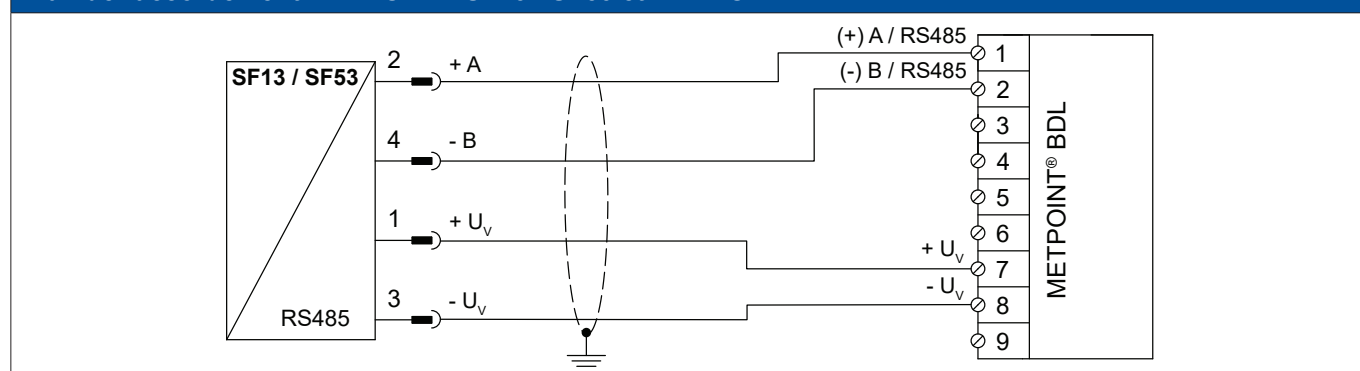 SF13 / SF53
RS485
2
+ A
4
- B
1
+ UV
3
- UV
(+) A / RS485
(-) B / RS485
+ UV
- UV
1
2
3
4
5
6
7
8
9
METPOINT® BDL